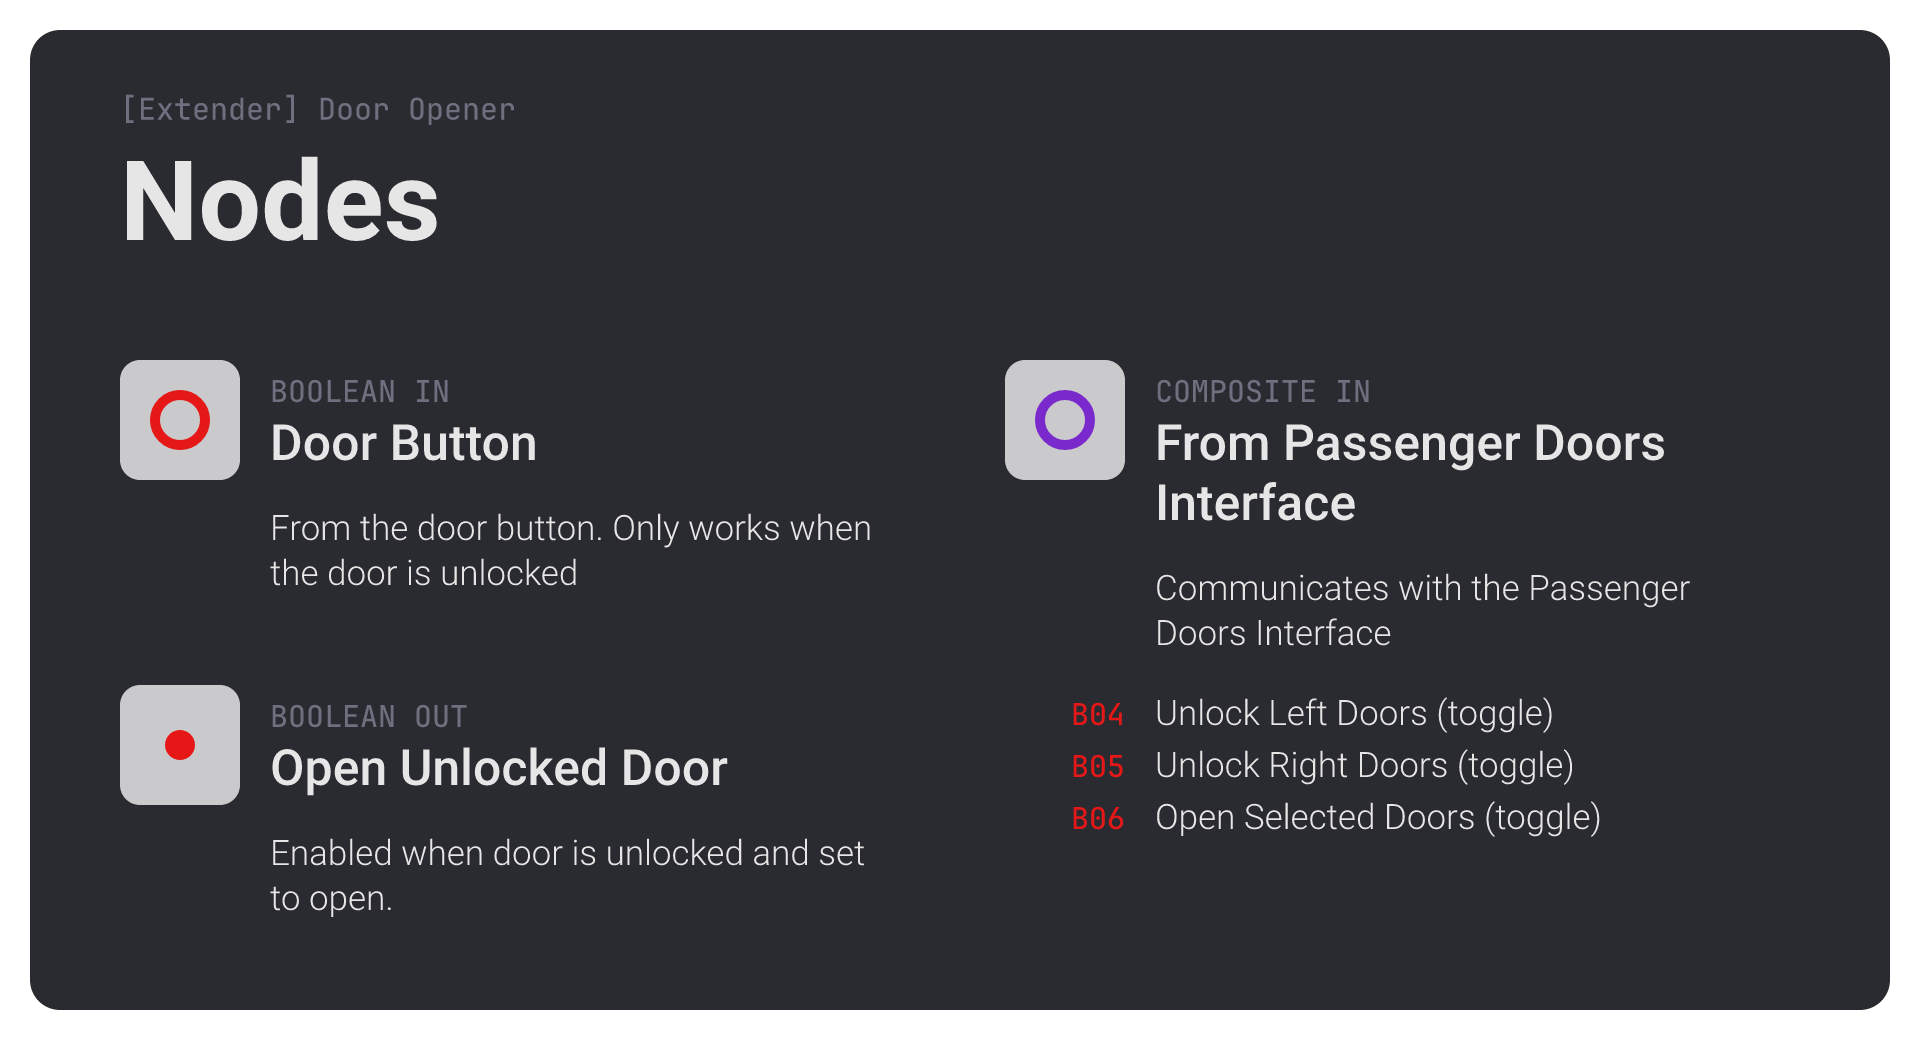 [Extender] Door Opener
Nodes
BOOLEAN IN
Door Button
From the door button. Only works when
the door is unlocked
BOOLEAN OUT
Open Unlocked Door
Enabled when door is unlocked and set
to open.
COMPOSITE IN
From Passenger Doors
Interface
Communicates with the Passenger
Doors Interface
B04 Unlock Left Doors (toggle)
B05 Unlock Right Doors (toggle)
B06 Open Selected Doors (toggle)